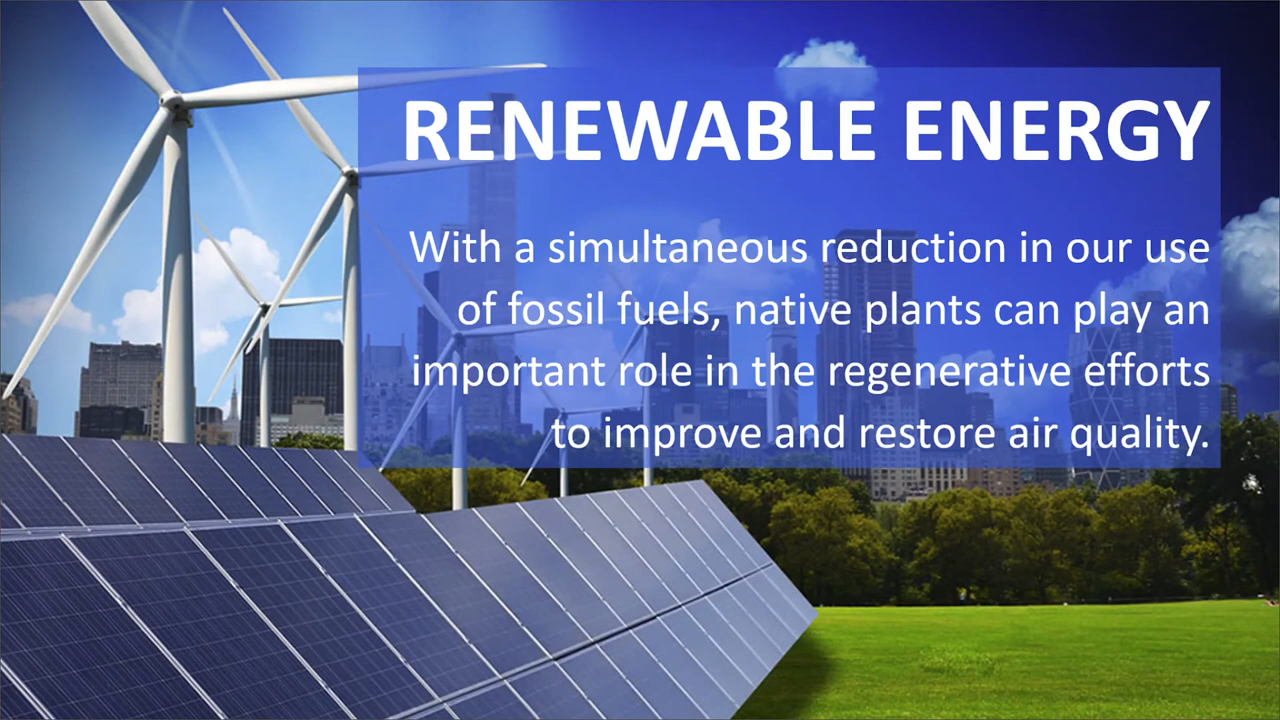 RENEWABLE ENERGY
With a simultaneous reduction in our use
of fossil fuels, native plants can play an
important role in the regenerative efforts
to improve and restore air quality.